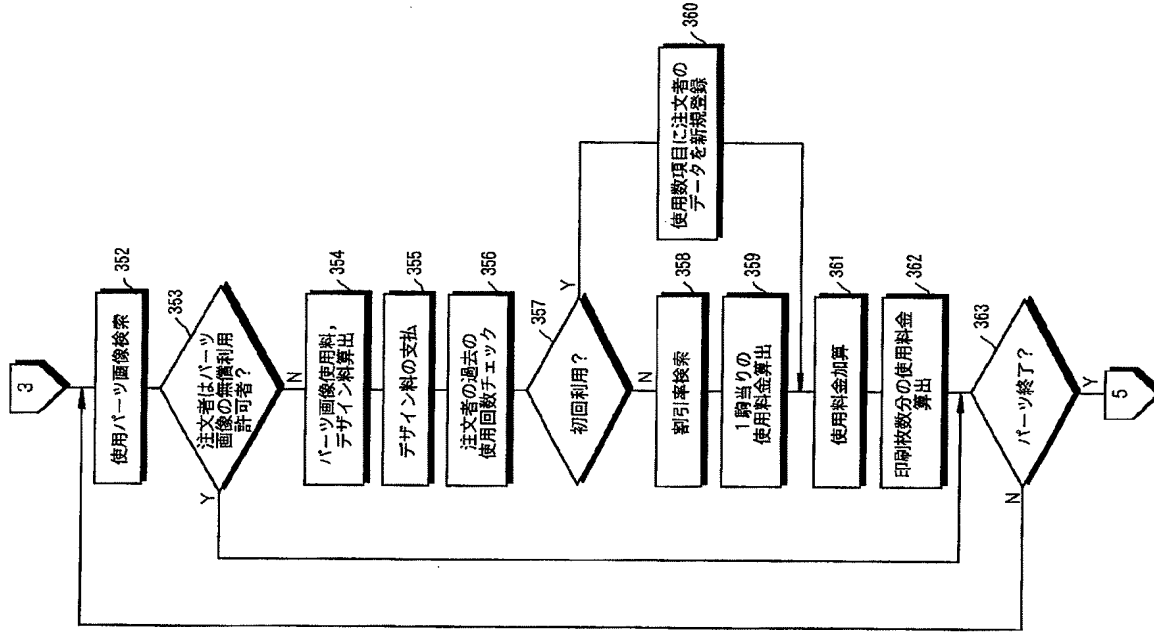 3
使用パーツ画像検索
352
注文者はパーツ
画像の無償利用
許可者？
353
Y
N
パーツ画像使用料，
デザイン料算出
354
デザイン料の支払
355
注文者の過去の
使用回数チェック
356
初回利用？
357
Y
N
使用数項目に注文者の
データを新規登録
360
割引率検索
358
1駒当りの
使用料金算出
359
使用料金加算
361
印刷枚数分の使用料金
算出
362
パーツ終了？
363
N
Y
5